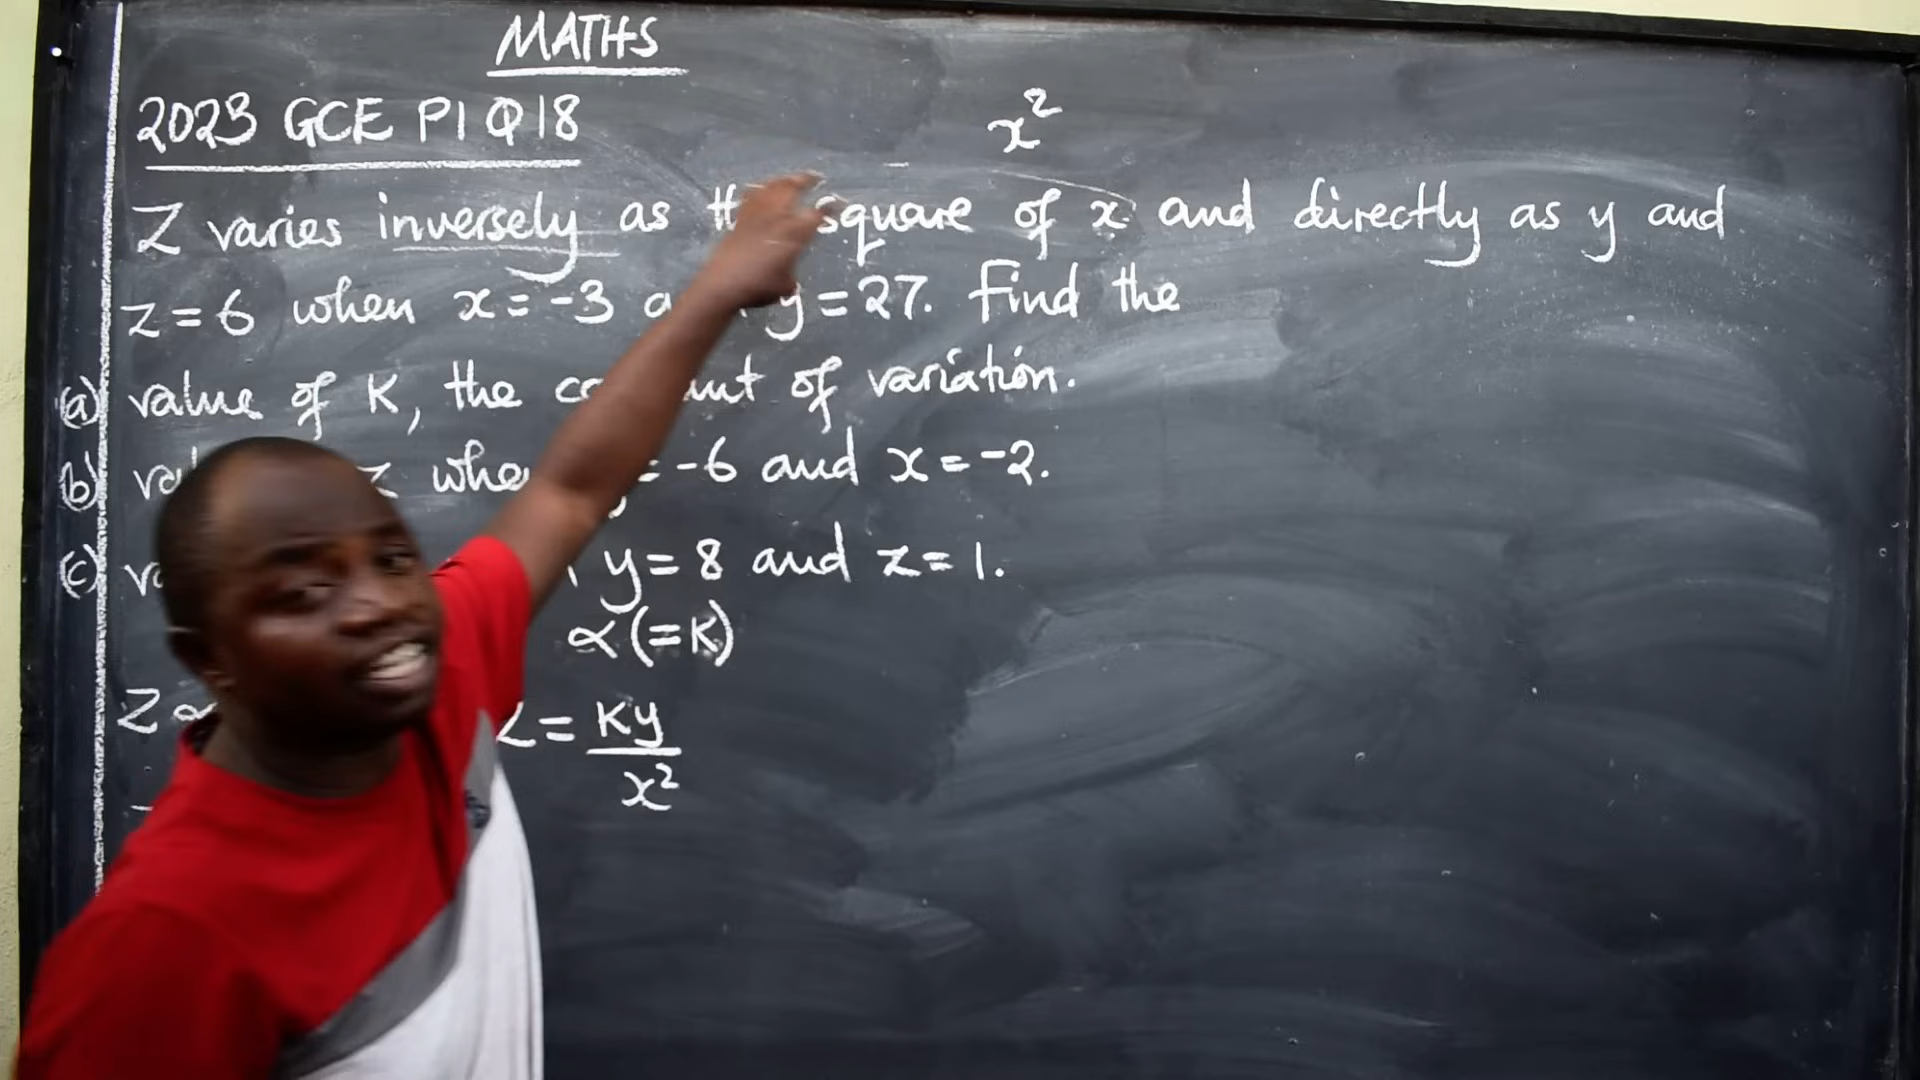 MATHS
2023 GCE P1 Q18
x²
Z varies inversely as square of x and directly as y and
z = 6 when x = -3 y = 27. Find the
(a) value of K, the of variation.
(b) z = -6 and x = -2.
(c) y = 8 and z = 1.
∝ (= K)
Z ∝ Z = Ky
x²